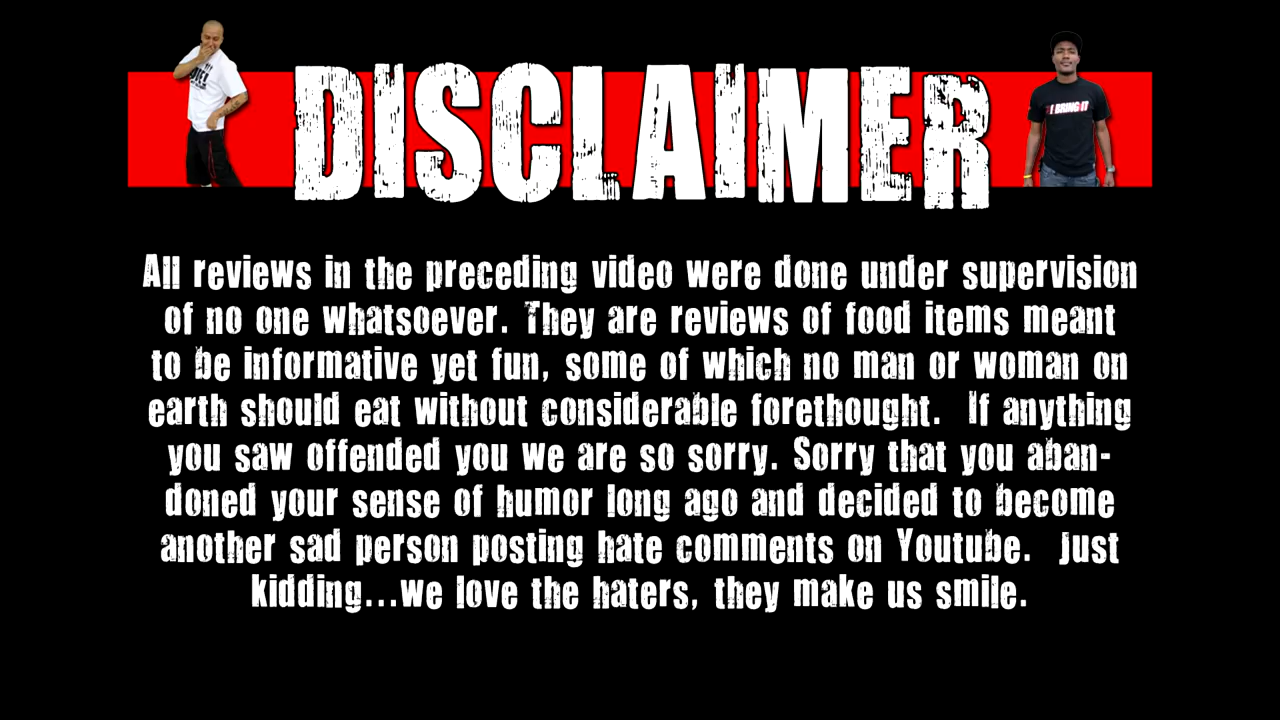 DISCLAIMER
I BRING IT
All reviews in the preceding video were done under supervision
of no one whatsoever. They are reviews of food items meant
to be informative yet fun, some of which no man or woman on
earth should eat without considerable forethought. If anything
you saw offended you we are so sorry. Sorry that you aban-
doned your sense of humor long ago and decided to become
another sad person posting hate comments on Youtube. Just
kidding...we love the haters, they make us smile.